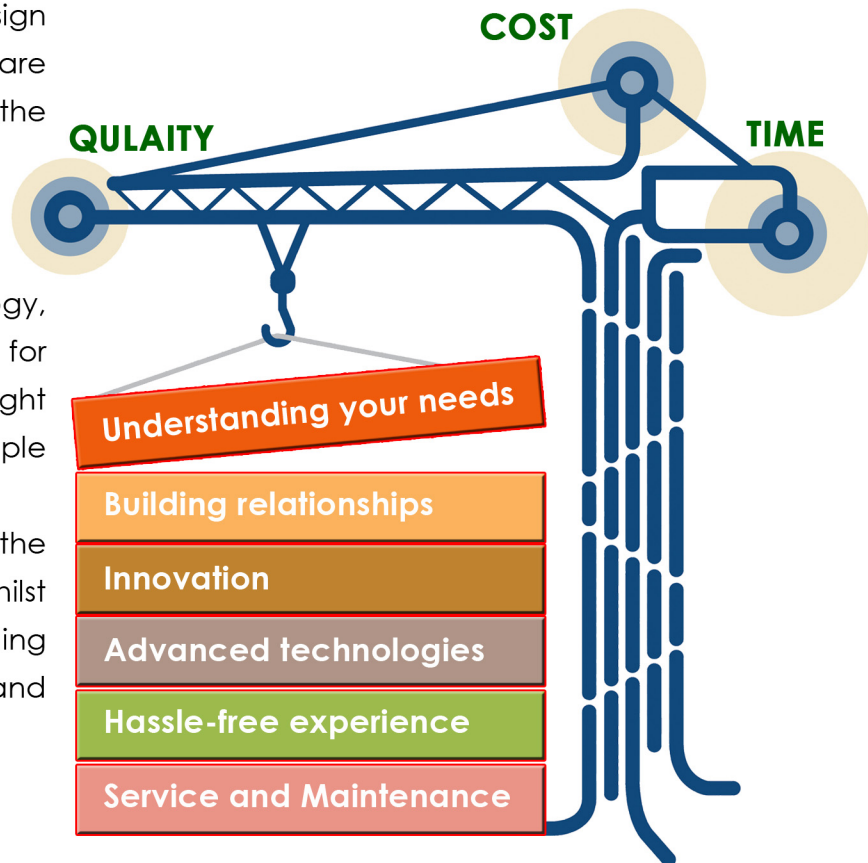 sign
are
the
COST
QULAITY
TIME
gy,
for
ght
ple
the
hilst
ing
and
Understanding your needs
Building relationships
Innovation
Advanced technologies
Hassle-free experience
Service and Maintenance